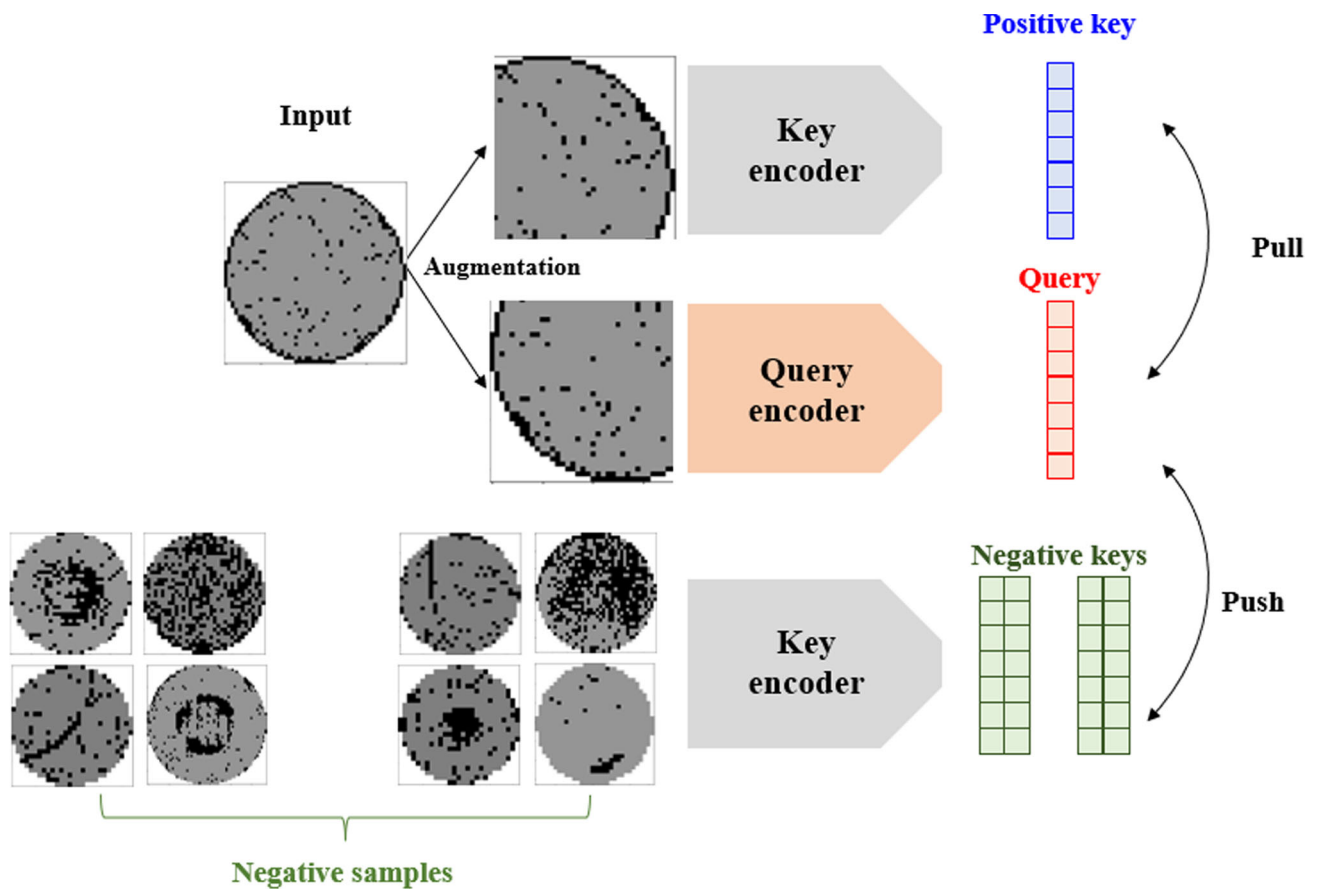 Positive key
Input
Key
encoder
Augmentation
Pull
Query
Query
encoder
Negative keys
Key
encoder
Push
Negative samples